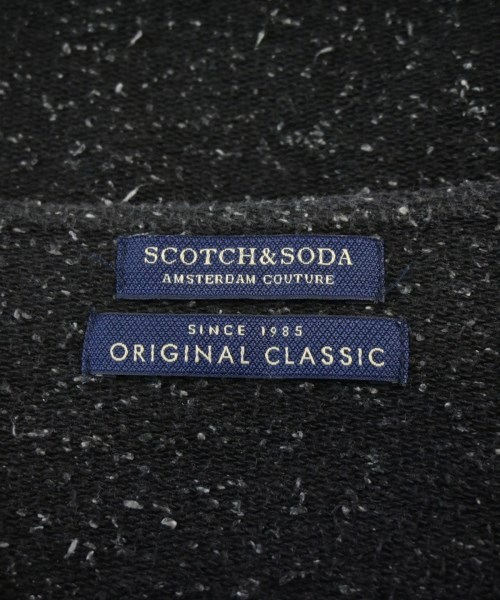 SCOTCH&SODA
AMSTERDAM COUTURE
SINCE 1985
ORIGINAL CLASSIC